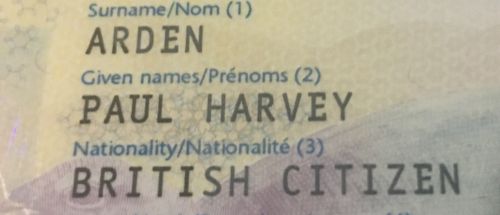 Surname/Nom (1)
ARDEN
Given names/Prénoms (2)
PAUL HARVEY
Nationality/Nationalité (3)
BRITISH CITIZEN